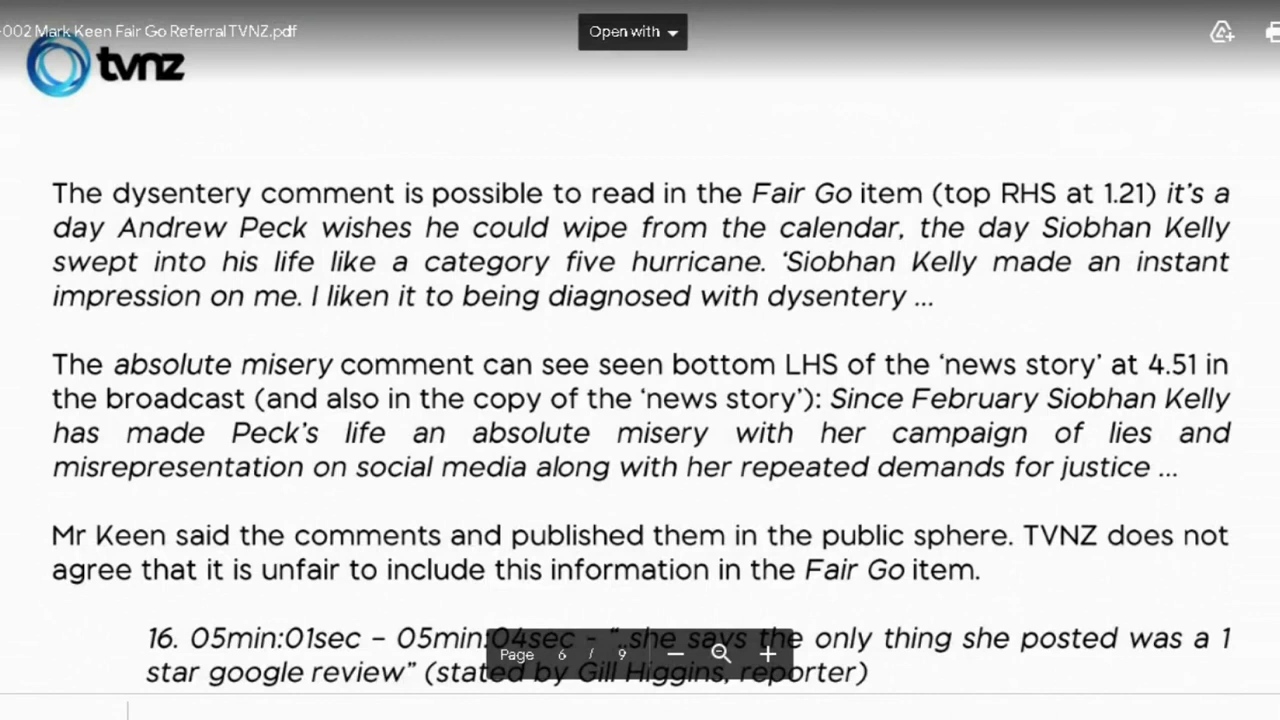 -002 Mark Keen Fair Go Referral TVNZ.pdf
Open with
tvnz
The dysentery comment is possible to read in the Fair Go item (top RHS at 1.21) it's a
day Andrew Peck wishes he could wipe from the calendar, the day Siobhan Kelly
swept into his life like a category five hurricane. 'Siobhan Kelly made an instant
impression on me. I liken it to being diagnosed with dysentery ...
The absolute misery comment can see seen bottom LHS of the 'news story' at 4.51 in
the broadcast (and also in the copy of the 'news story'): Since February Siobhan Kelly
has made Peck's life an absolute misery with her campaign of lies and
misrepresentation on social media along with her repeated demands for justice ...
Mr Keen said the comments and published them in the public sphere. TVNZ does not
agree that it is unfair to include this information in the Fair Go item.
16. 05min:01sec – 05min:04sec - "..she says the only thing she posted was a 1
star google review" (stated by Gill Higgins, reporter)
Page 6 / 9